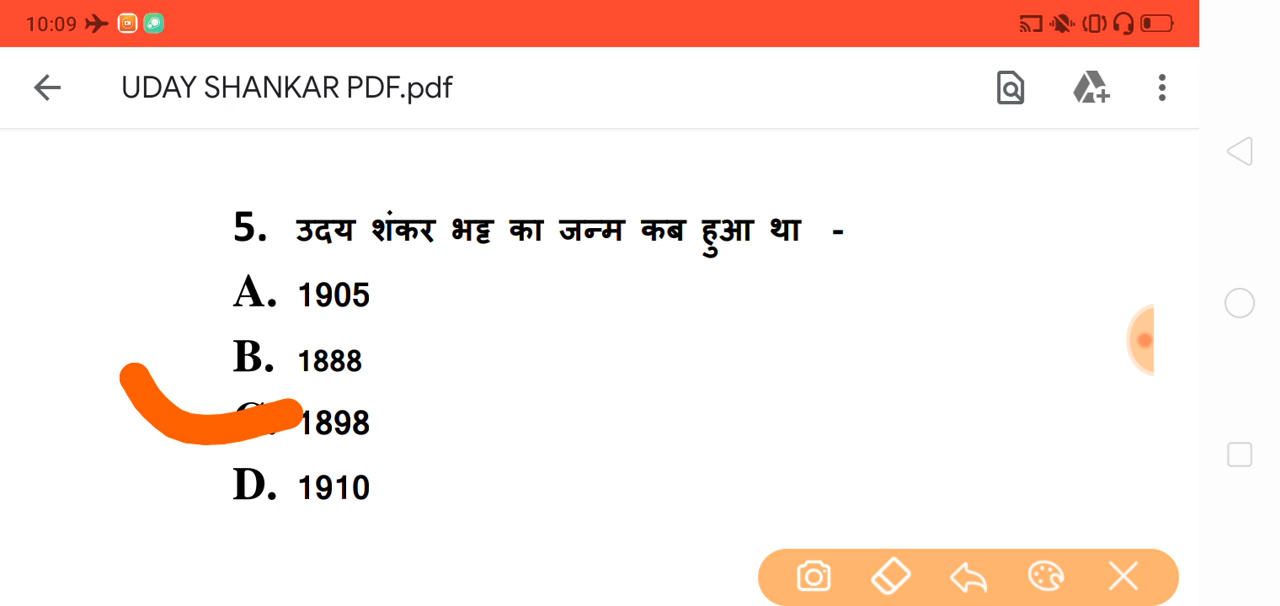 10:09
UDAY SHANKAR PDF.pdf
5. उदय शंकर भट्ट का जन्म कब हुआ था -
A. 1905
B. 1888
1898
D. 1910